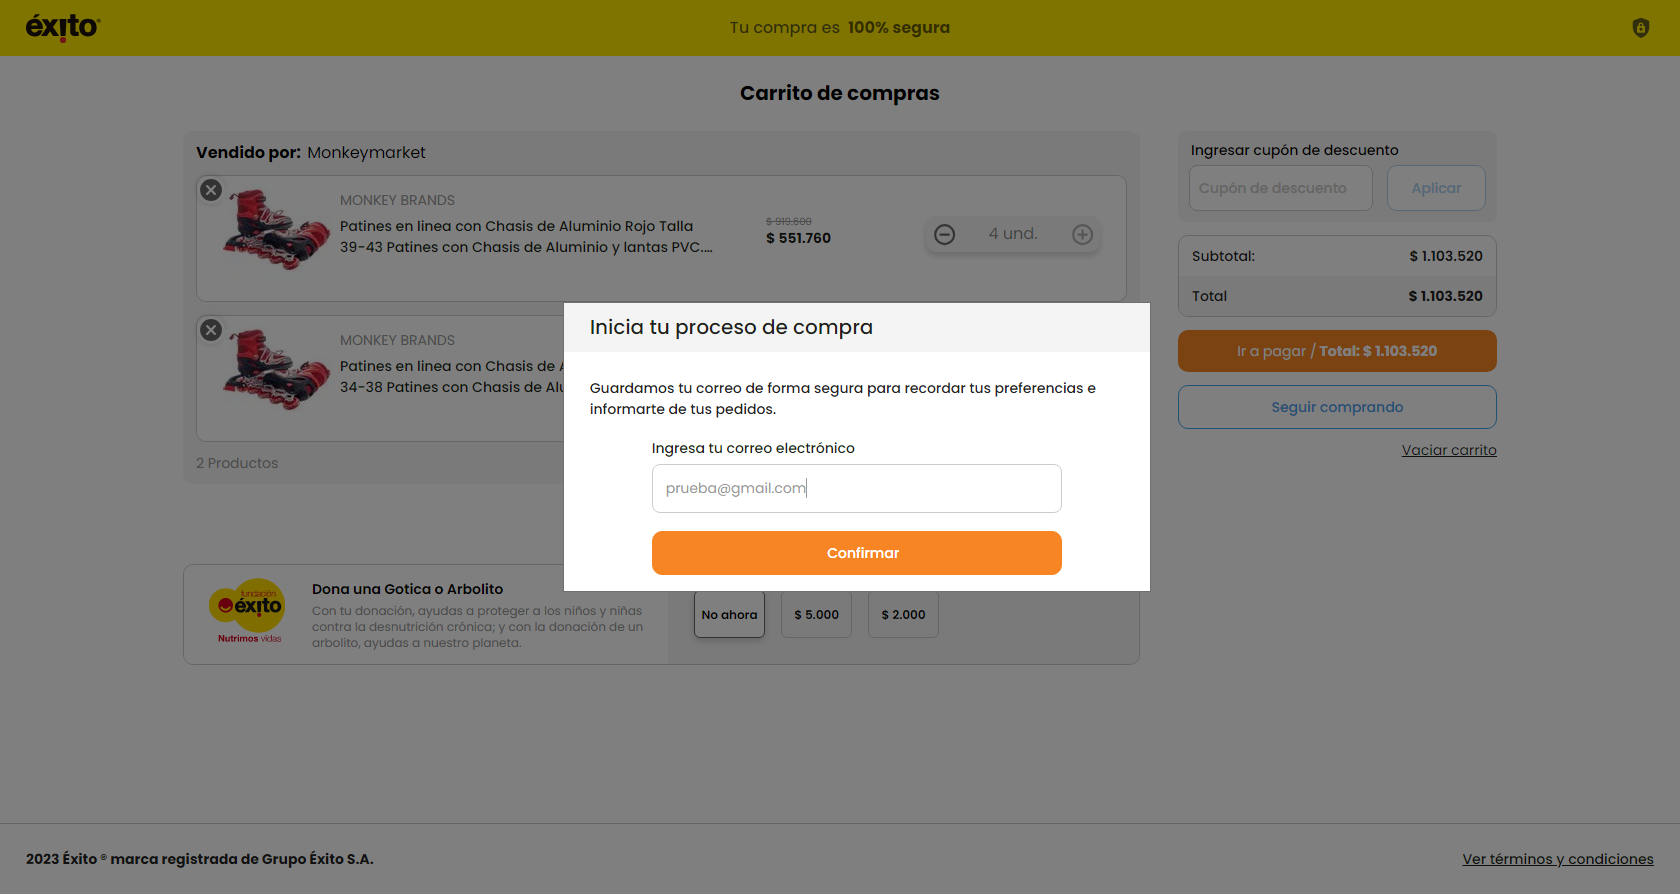 éxito
Tu compra es 100% segura
Carrito de compras
Vendido por: Monkeymarket
MONKEY BRANDS
Patines en linea con Chasis de Aluminio Rojo Talla
39-43 Patines con Chasis de Aluminio y lantas PVC....
$ 919.600
$ 551.760
4 und.
MONKEY BRANDS
Patines en linea con Chasis de
34-38 Patines con Chasis de
2 Productos
Ingresar cupón de descuento
Cupón de descuento
Aplicar
Subtotal: $ 1.103.520
Total $ 1.103.520
Ir a pagar / Total: $ 1.103.520
Seguir comprando
Vaciar carrito
Inicia tu proceso de compra
Guardamos tu correo de forma segura para recordar tus preferencias e
informarte de tus pedidos.
Ingresa tu correo electrónico
prueba@gmail.com
Confirmar
fundación
éxito
Nutrimos vidas
Dona una Gotica o Arbolito
Con tu donación, ayudas a proteger a los niños y niñas
contra la desnutrición crónica; y con la donación de un
arbolito, ayudas a nuestro planeta.
No ahora
$ 5.000
$ 2.000
2023 Éxito ® marca registrada de Grupo Éxito S.A.
Ver términos y condiciones